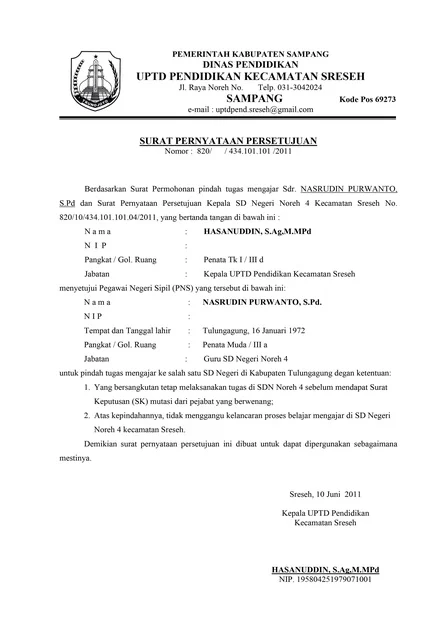 PEMERINTAH KABUPATEN SAMPANG
DINAS PENDIDIKAN
UPTD PENDIDIKAN KECAMATAN SRESEH
Jl. Raya Noreh No. Telp. 031-3042024
SAMPANG Kode Pos 69273
e-mail : uptdpend.sreseh@gmail.com
SURAT PERNYATAAN PERSETUJUAN
Nomor : 820/ / 434.101.101 /2011
Berdasarkan Surat Permohonan pindah tugas mengajar Sdr. NASRUDIN PURWANTO,
S.Pd dan Surat Pernyataan Persetujuan Kepala SD Negeri Noreh 4 Kecamatan Sreseh No.
820/10/434.101.101.04/2011, yang bertanda tangan di bawah ini :
N a m a : HASANUDDIN, S.Ag,M.MPd
N I P :
Pangkat / Gol. Ruang : Penata Tk I / III d
Jabatan : Kepala UPTD Pendidikan Kecamatan Sreseh
menyetujui Pegawai Negeri Sipil (PNS) yang tersebut di bawah ini:
N a m a : NASRUDIN PURWANTO, S.Pd.
N I P :
Tempat dan Tanggal lahir : Tulungagung, 16 Januari 1972
Pangkat / Gol. Ruang : Penata Muda / III a
Jabatan : Guru SD Negeri Noreh 4
untuk pindah tugas mengajar ke salah satu SD Negeri di Kabupaten Tulungagung degan ketentuan:
1. Yang bersangkutan tetap melaksanakan tugas di SDN Noreh 4 sebelum mendapat Surat
Keputusan (SK) mutasi dari pejabat yang berwenang;
2. Atas kepindahannya, tidak menggangu kelancaran proses belajar mengajar di SD Negeri
Noreh 4 kecamatan Sreseh.
Demikian surat pernyataan persetujuan ini dibuat untuk dapat dipergunakan sebagaimana
mestinya.
Sreseh, 10 Juni 2011
Kepala UPTD Pendidikan
Kecamatan Sreseh
HASANUDDIN, S.Ag,M.MPd
NIP. 195804251979071001